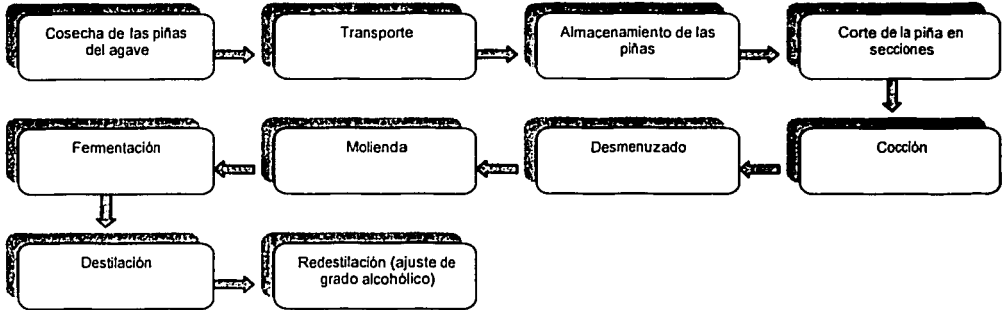 Cosecha de las piñas
del agave
Transporte
Almacenamiento de las
piñas
Corte de la piña en
secciones
Cocción
Desmenuzado
Molienda
Fermentación
Destilación
Redestilación (ajuste de
grado alcohólico)